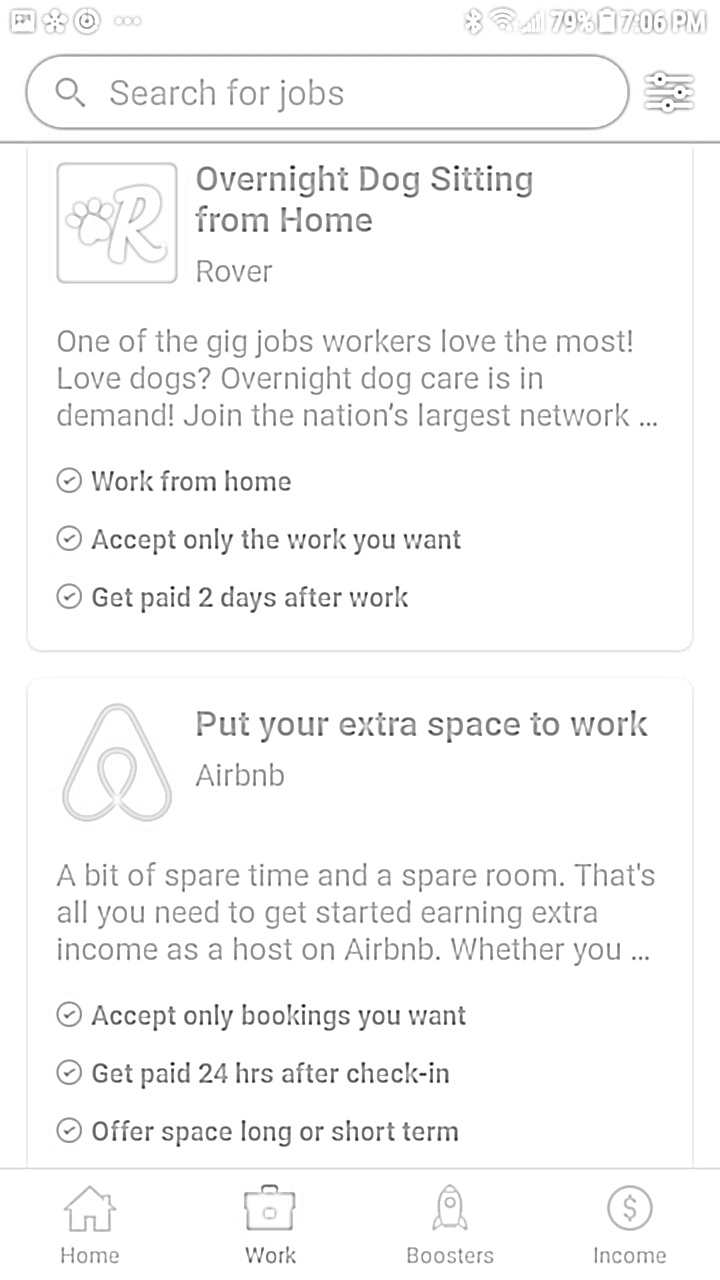 79% 7:06 PM
Search for jobs
Overnight Dog Sitting
from Home
R
Rover
One of the gig jobs workers love the most!
Love dogs? Overnight dog care is in
demand! Join the nation’s largest network ...
Work from home
Accept only the work you want
Get paid 2 days after work
Put your extra space to work
Airbnb
A bit of spare time and a spare room. That's
all you need to get started earning extra
income as a host on Airbnb. Whether you ...
Accept only bookings you want
Get paid 24 hrs after check-in
Offer space long or short term
Home Work Boosters Income